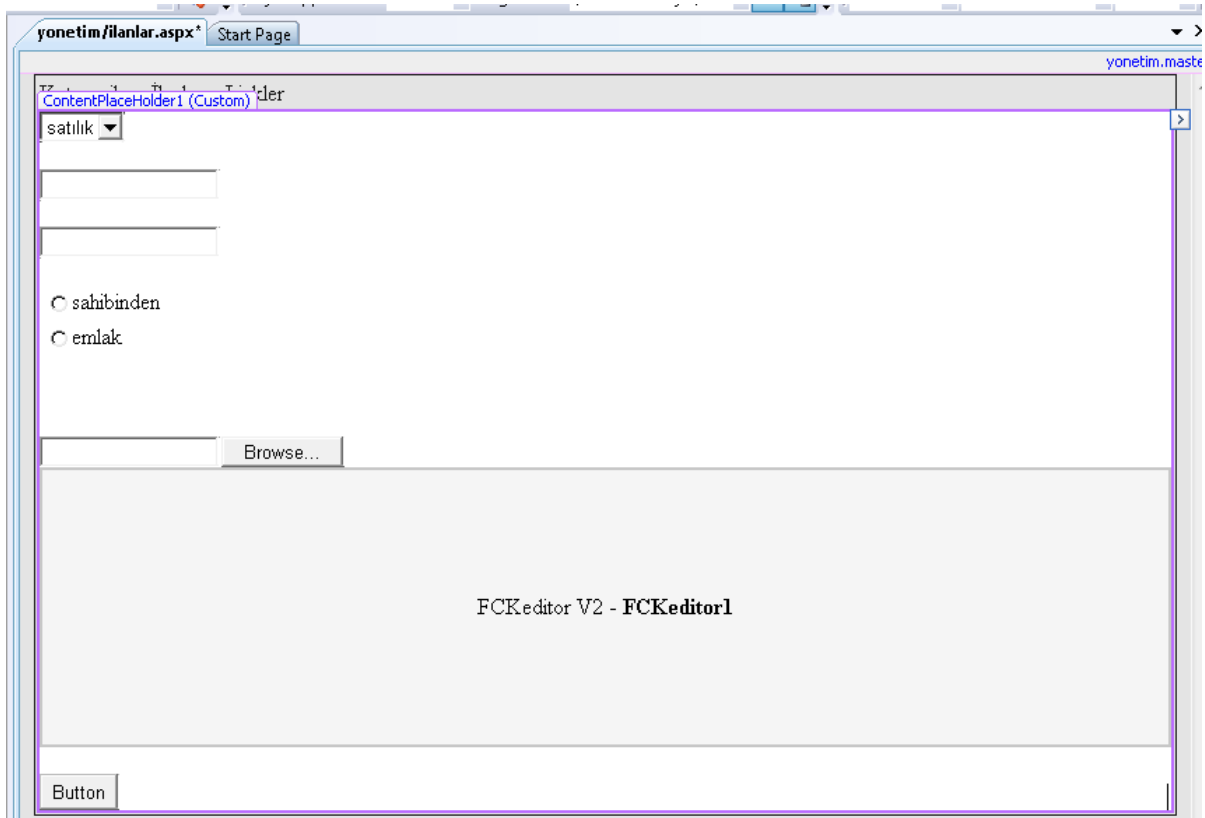 yonetim/ilanlar.aspx* Start Page
yonetim.maste
ContentPlaceHolder1 (Custom)
satılık
sahibinden
emlak
Browse...
FCKeditor V2 - FCKeditor1
Button